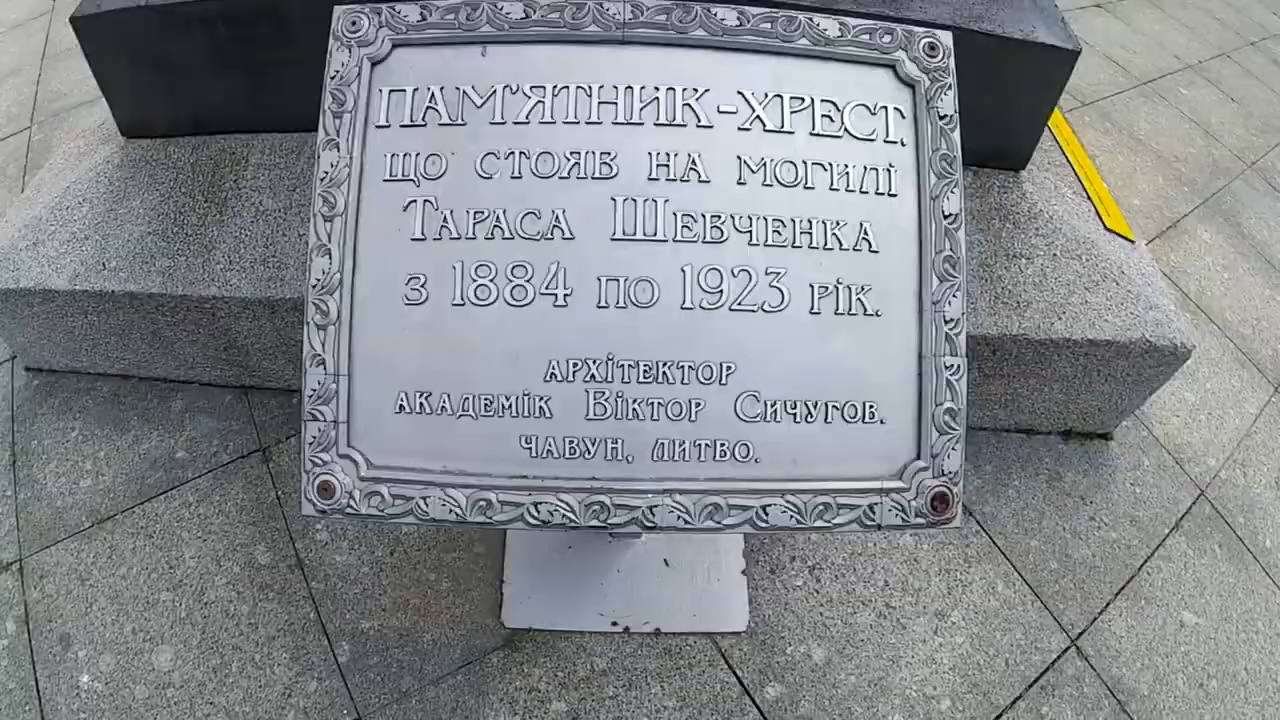 ПАМ'ЯТНИК-ХРЕСТ,
ЩО СТОЯВ НА МОГИЛІ
ТАРАСА ШЕВЧЕНКА
З 1884 ПО 1923 РІК.
АРХІТЕКТОР
АКАДЕМІК ВІКТОР СИЧУГОВ.
ЧАВУН, ЛИТВО.